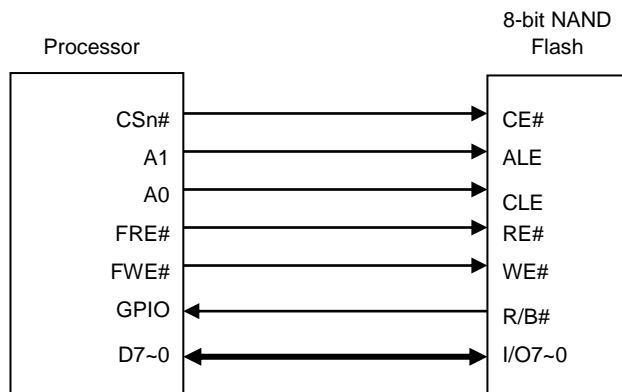 8-bit NAND
Processor
Flash
CSn#
CE#
A1
ALE
A0
CLE
FRE#
RE#
FWE#
WE#
GPIO
R/B#
D7~0
I/O7~0